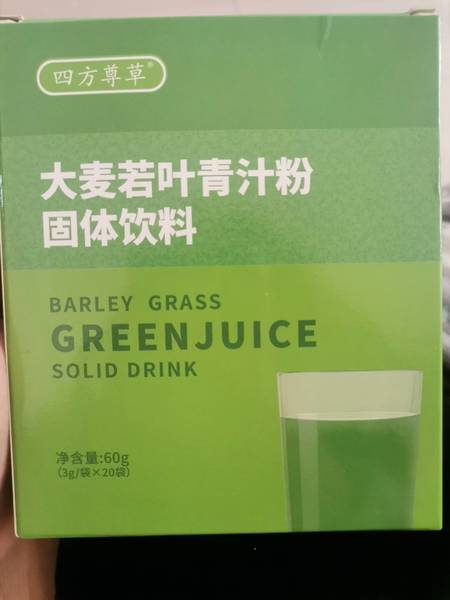 四方尊草®
大麦若叶青汁粉
固体饮料
BARLEY GRASS
GREENJUICE
SOLID DRINK
净含量:60g
(3g/袋×20袋)